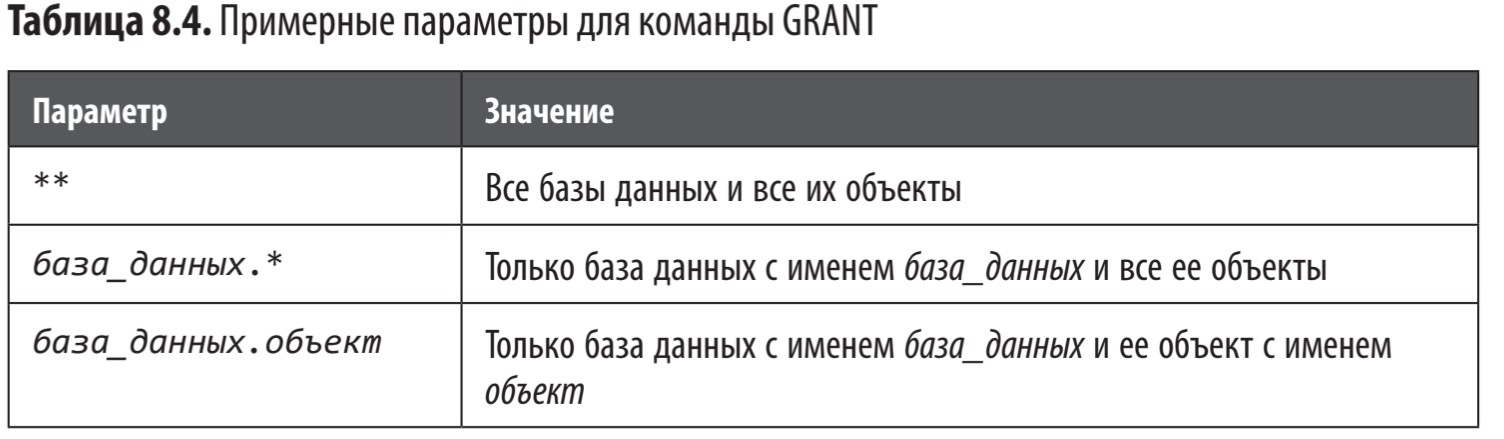 Таблица 8.4. Примерные параметры для команды GRANT
Параметр
Значение
**
Все базы данных и все их объекты
база_данных.*
Только база данных с именем база_данных и все ее объекты
база_данных.объект
Только база данных с именем база_данных и ее объект с именем
объект